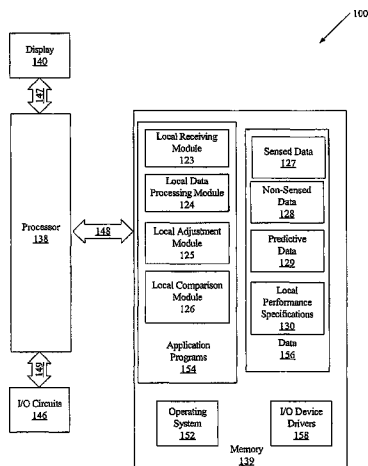 100
Display
140
147
Processor
138
148
149
I/O Circuits
146
Local Receiving
Module
123
Local Data
Processing Module
124
Local Adjustment
Module
125
Local Comparison
Module
126
Application
Programs
154
Sensed Data
127
Non-Sensed
Data
128
Predictive
Data
129
Local
Performance
Specifications
130
Data
156
Operating
System
152
I/O Device
Drivers
158
Memory
139